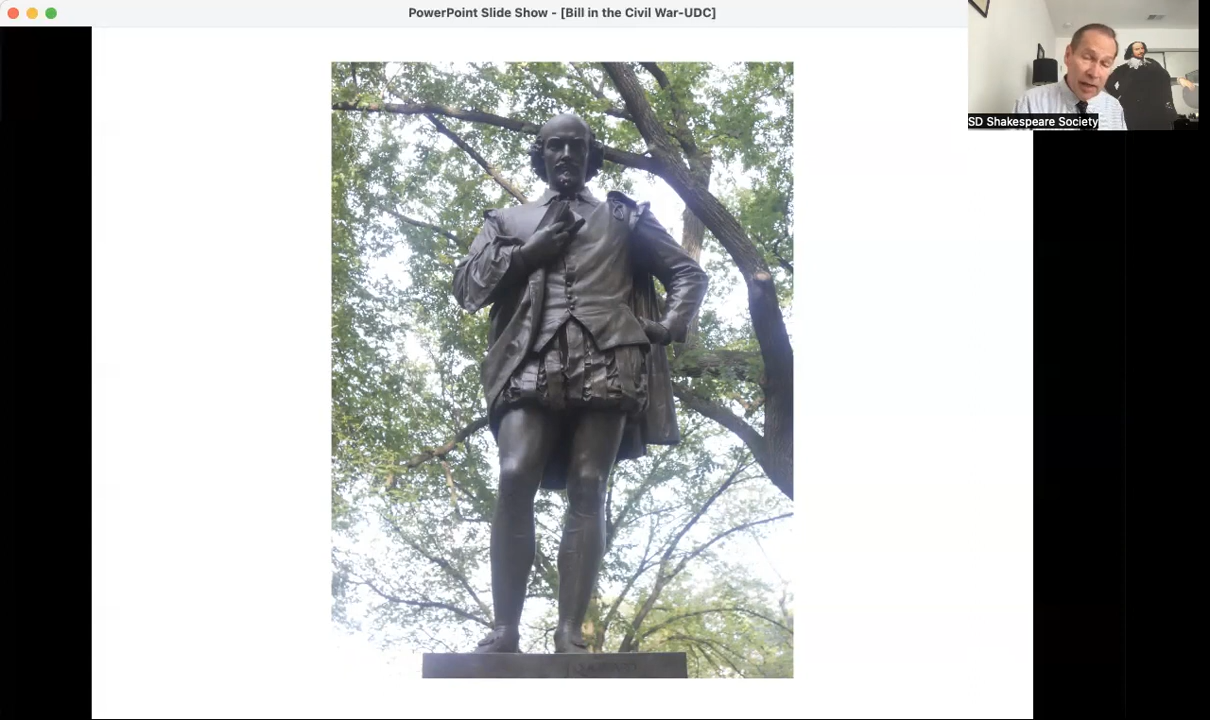 PowerPoint Slide Show - [Bill in the Civil War-UDC]
SD Shakespeare Society